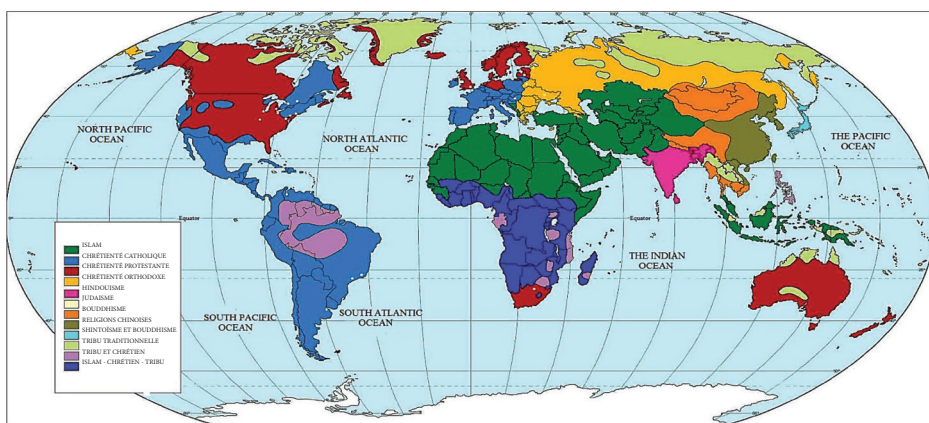 NORTH PACIFIC
OCEAN
NORTH ATLANTIC
OCEAN
THE PACIFIC
OCEAN
Equator
Equator
THE INDIAN
OCEAN
SOUTH PACIFIC
OCEAN
SOUTH ATLANTIC
OCEAN
ISLAM
CHRÉTIENTÉ CATHOLIQUE
CHRÉTIENTÉ PROTESTANTE
CHRÉTIENTÉ ORTHODOXE
HINDOUISME
JUDAISME
BOUDDHISME
RELIGIONS CHINOISES
SHINTOÏSME ET BOUDDHISME
TRIBU TRADITIONNELLE
TRIBU ET CHRÉTIEN
ISLAM - CHRÉTIEN - TRIBU